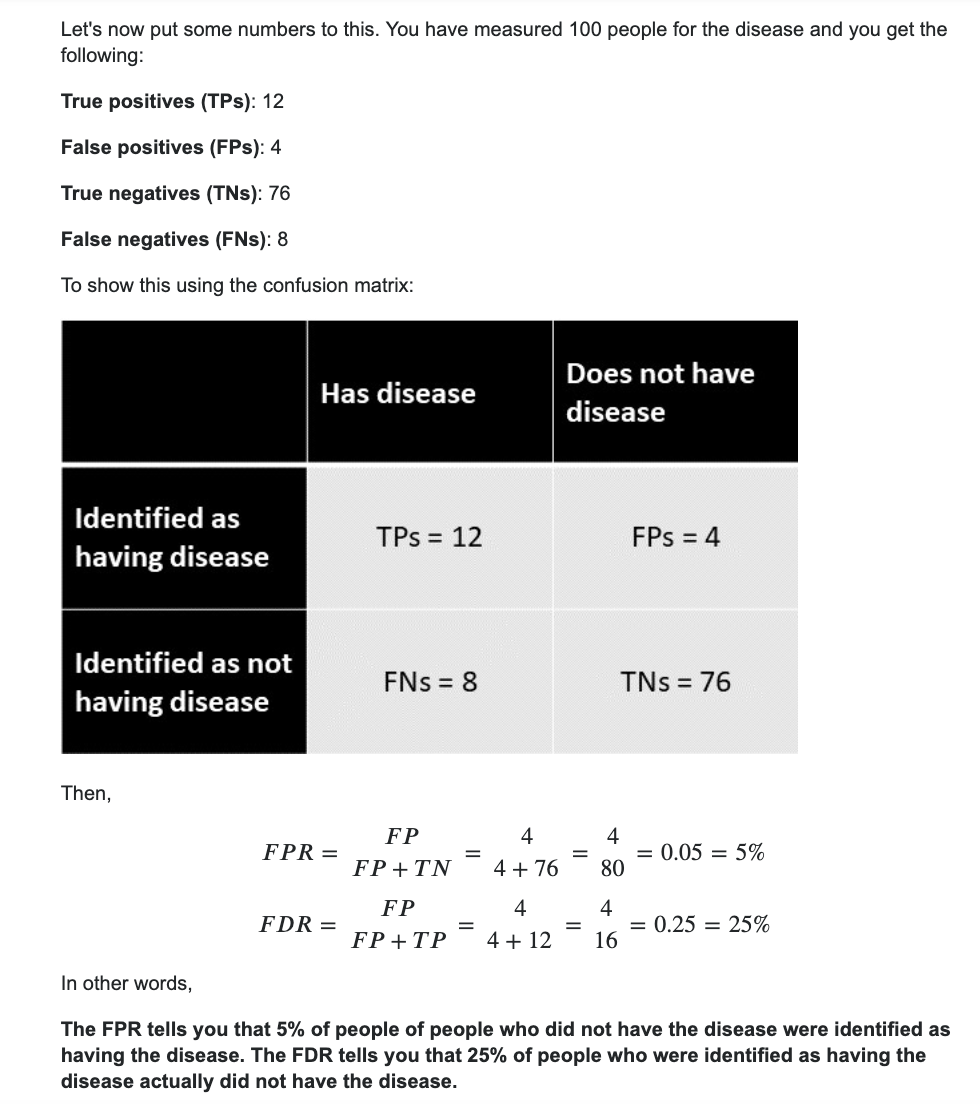 Let's now put some numbers to this. You have measured 100 people for the disease and you get the
following:
True positives (TPs): 12
False positives (FPs): 4
True negatives (TNs): 76
False negatives (FNs): 8
To show this using the confusion matrix:
Has disease
Does not have
disease
Identified as
having disease
TPs = 12
FPs = 4
Identified as not
having disease
FNs = 8
TNs = 76
Then,
FPR = FP / FP + TN = 4 / 4 + 76 = 4 / 80 = 0.05 = 5%
FDR = FP / FP + TP = 4 / 4 + 12 = 4 / 16 = 0.25 = 25%
In other words,
The FPR tells you that 5% of people of people who did not have the disease were identified as
having the disease. The FDR tells you that 25% of people who were identified as having the
disease actually did not have the disease.